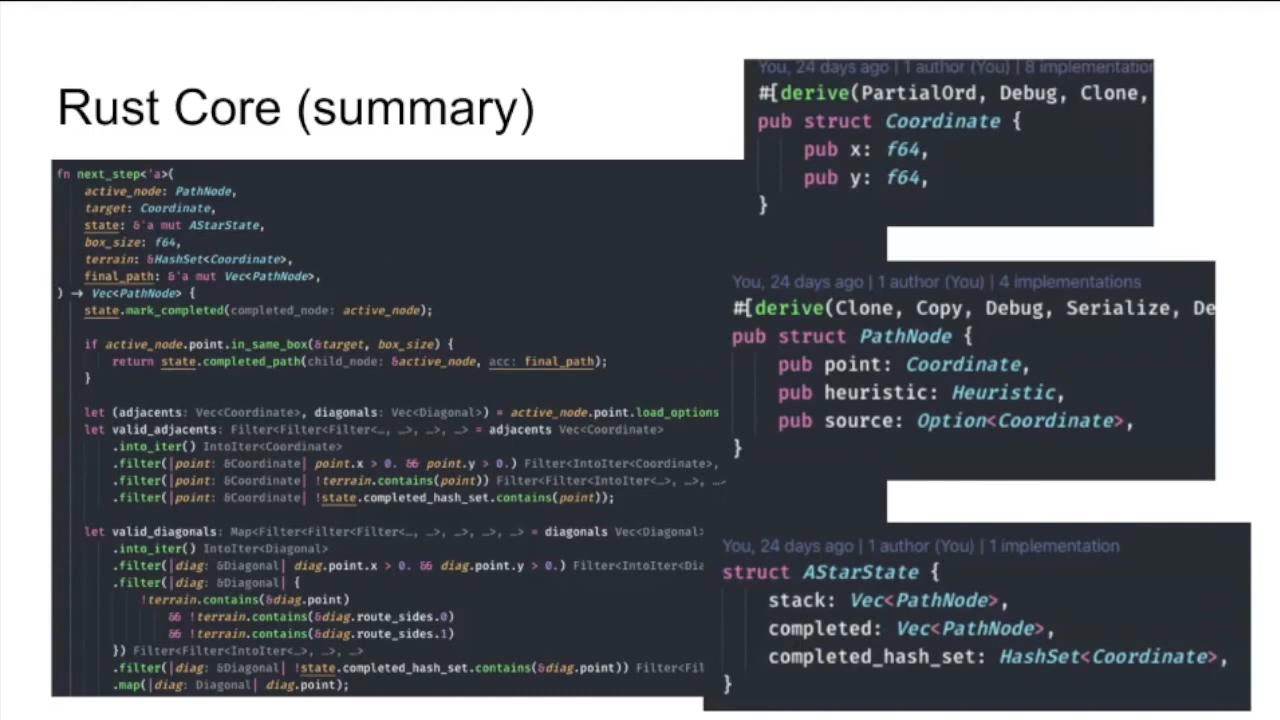 Rust Core (summary)
fn next_step<'a>(
active_node: PathNode,
target: Coordinate,
state: &'a mut AStarState,
box_size: f64,
terrain: &HashSet<Coordinate>,
final_path: &'a mut Vec<PathNode>,
) → Vec<PathNode> {
state.mark_completed(completed_node: active_node);
if active_node.point.in_same_box(&target, box_size) {
return state.completed_path(child_node: &active_node, acc: final_path);
}
let (adjacents: Vec<Coordinate>, diagonals: Vec<Diagonal>) = active_node.point.load_options
let valid_adjacents: Filter<Filter<Filter<…, …>, …>, …> = adjacents Vec<Coordinate>
.into_iter() IntoIter<Coordinate>
.filter(|point: &Coordinate| point.x > 0. && point.y > 0.) Filter<IntoIter<Coordinate>,
.filter(|point: &Coordinate| !terrain.contains(point)) Filter<Filter<IntoIter<…>, …>, …
.filter(|point: &Coordinate| !state.completed_hash_set.contains(point));
let valid_diagonals: Map<Filter<Filter<Filter<…, …>, …>, …>, …> = diagonals Vec<Diagonal>
.into_iter() IntoIter<Diagonal>
.filter(|diag: &Diagonal| diag.point.x > 0. && diag.point.y > 0.) Filter<IntoIter<Dia
.filter(|diag: &Diagonal| {
!terrain.contains(&diag.point)
&& !terrain.contains(&diag.route_sides.0)
&& !terrain.contains(&diag.route_sides.1)
}) Filter<Filter<IntoIter<…>, …>, …>
.filter(|diag: &Diagonal| !state.completed_hash_set.contains(&diag.point)) Filter<Fil
.map(|diag: Diagonal| diag.point);
You, 24 days ago | 1 author (You) | 8 implementation
#[derive(PartialOrd, Debug, Clone,
pub struct Coordinate {
pub x: f64,
pub y: f64,
}
You, 24 days ago | 1 author (You) | 4 implementations
#[derive(Clone, Copy, Debug, Serialize, De
pub struct PathNode {
pub point: Coordinate,
pub heuristic: Heuristic,
pub source: Option<Coordinate>,
}
You, 24 days ago | 1 author (You) | 1 implementation
struct AStarState {
stack: Vec<PathNode>,
completed: Vec<PathNode>,
completed_hash_set: HashSet<Coordinate>,
}